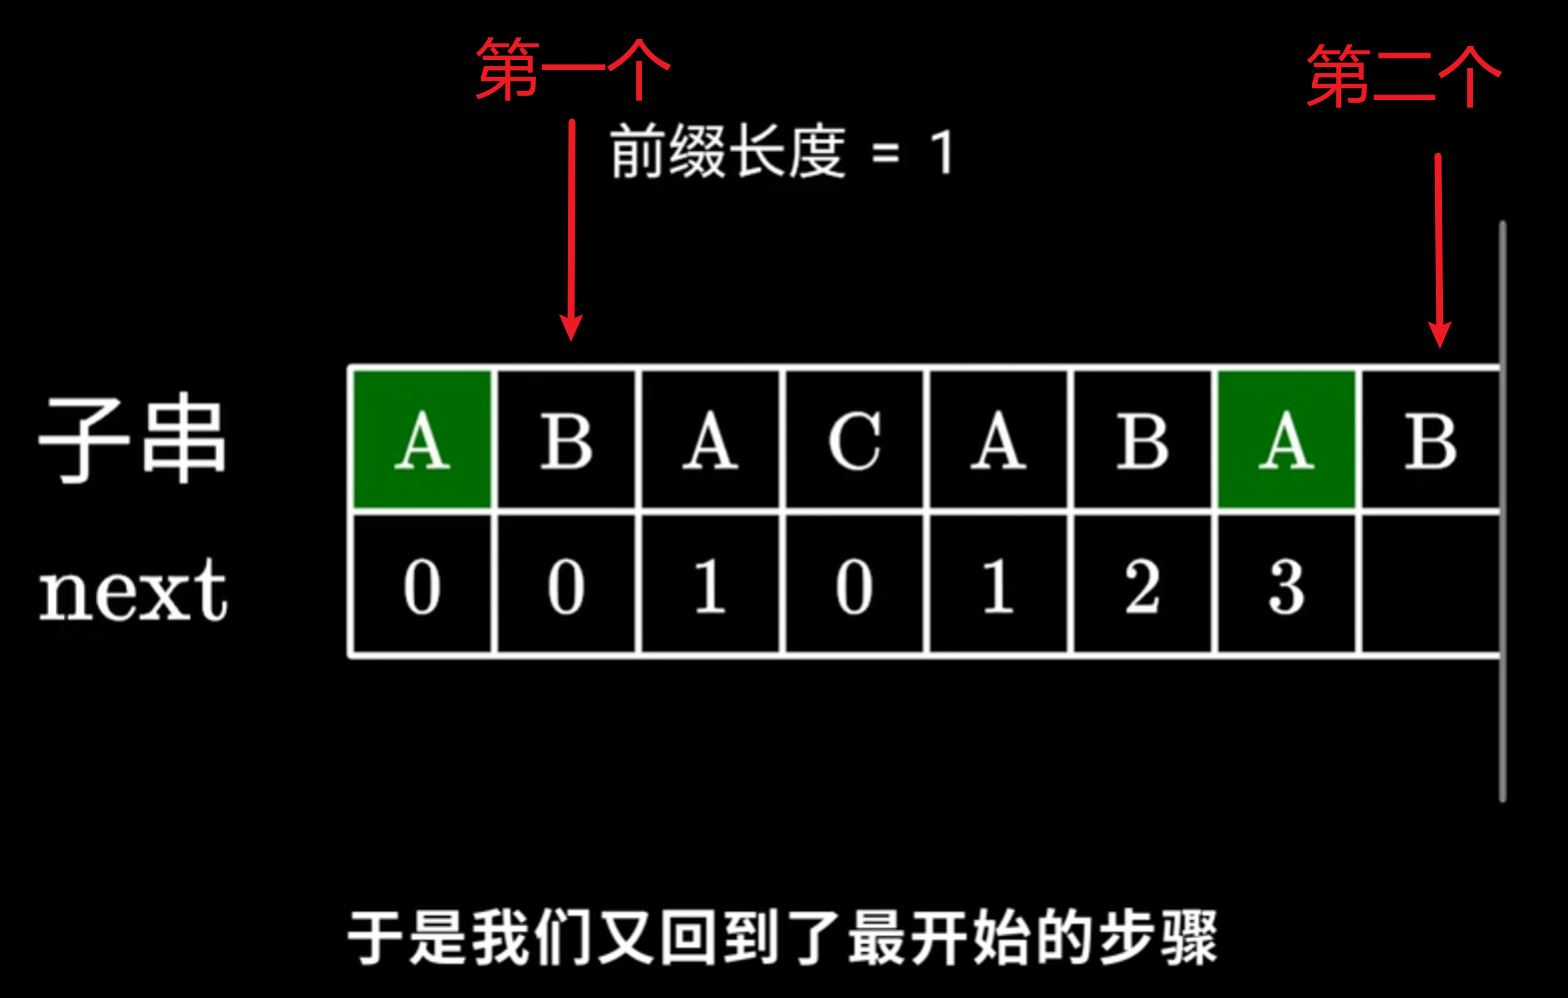 第一个
第二个
前缀长度 = 1
子串 A B A C A B A B
next 0 0 1 0 1 2 3
于是我们又回到了最开始的步骤